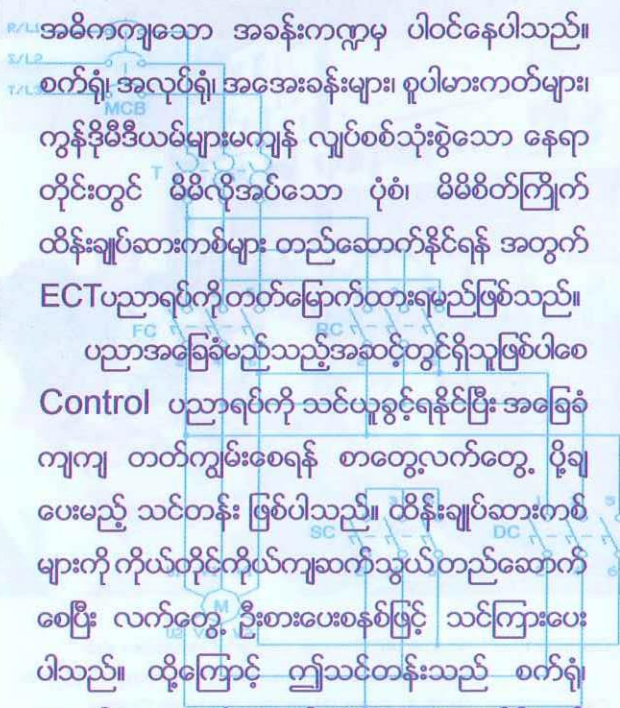 အဓိကကျသော အခန်းကဏ္ဍမှ ပါဝင်နေပါသည်။
စက်ရုံ၊ အလုပ်ရုံ၊ အအေးခန်းများ၊ စူပါမားကတ်များ၊
ကွန်ဒိုမီဒီယမ်များမကျန် လျှပ်စစ်သုံးစွဲသော နေရာ
တိုင်းတွင် မိမိလိုအပ်သော ပုံစံ၊ မိမိစိတ်ကြိုက်
ထိန်းချုပ်ဆားကစ်များ တည်ဆောက်နိုင်ရန် အတွက်
ECTပညာရပ်ကိုတတ်မြောက်ထားရမည်ဖြစ်သည်။
ပညာအခြေခံမည်သည့်အဆင့်တွင်ရှိသူဖြစ်ပါစေ
Control ပညာရပ်ကို သင်ယူခွင့်ရနိုင်ပြီး အခြေခံ
ကျကျ တတ်ကျွမ်းစေရန် စာတွေ့လက်တွေ့ ပို့ချ
ပေးမည့် သင်တန်း ဖြစ်ပါသည်။ ထိန်းချုပ်ဆားကစ်
များကို ကိုယ်တိုင်ကိုယ်ကျဆက်သွယ်တည်ဆောက်
စေပြီး လက်တွေ့ ဦးစားပေးစနစ်ဖြင့် သင်ကြားပေး
ပါသည်။ ထို့ကြောင့် ဤသင်တန်းသည် စက်ရုံ၊
R/L1
S/L2
T/L3
MCB
T
FC
RC
SC
DC
M